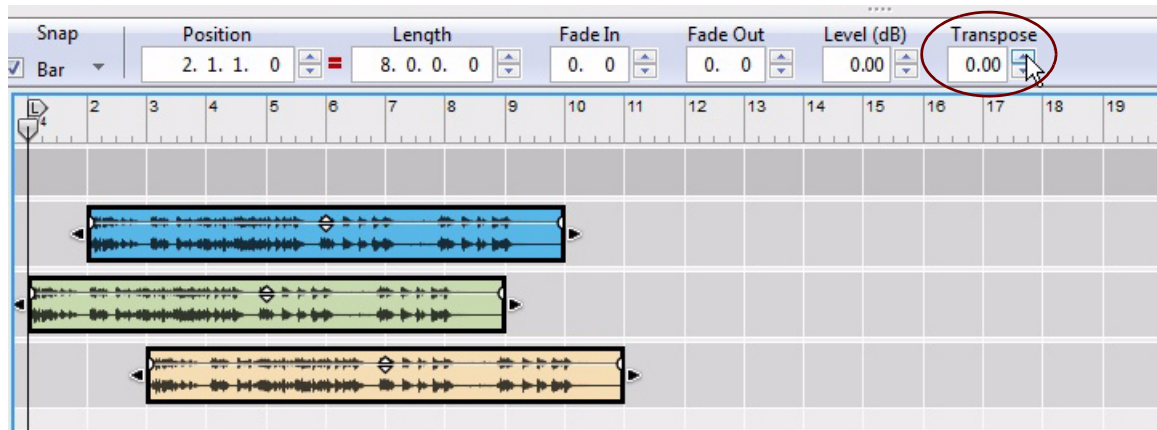 Snap Position Length Fade In Fade Out Level (dB) Transpose
Bar 2. 1. 1. 0 = 8. 0. 0. 0 0. 0 0. 0 0.00 0.00
L 2 3 4 5 6 7 8 9 10 11 12 13 14 15 16 17 18 19
4